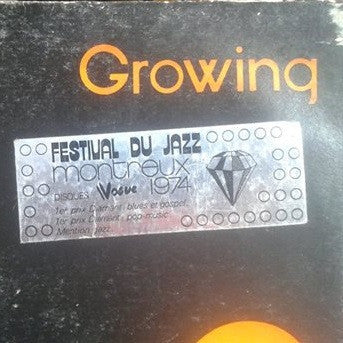 Growing
FESTIVAL DU JAZZ
montreux
DISQUES Vogue 1974
1er prix Diamant, blues et gospel.
1er prix Diamant, pop-music
Mention jazz